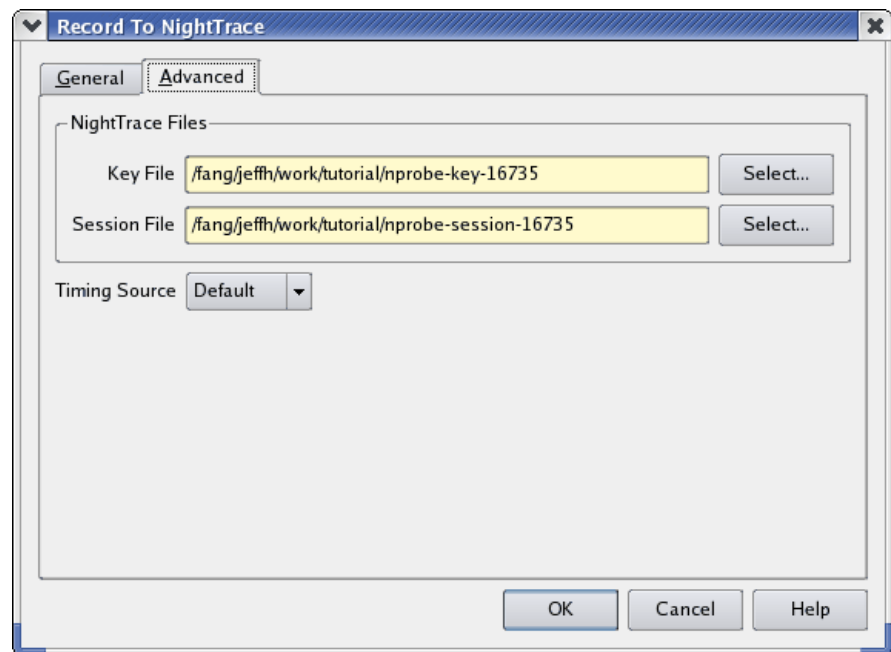 Record To NightTrace
General Advanced
NightTrace Files
Key File /fang/jeffh/work/tutorial/nprobe-key-16735 Select...
Session File /fang/jeffh/work/tutorial/nprobe-session-16735 Select...
Timing Source Default
OK Cancel Help